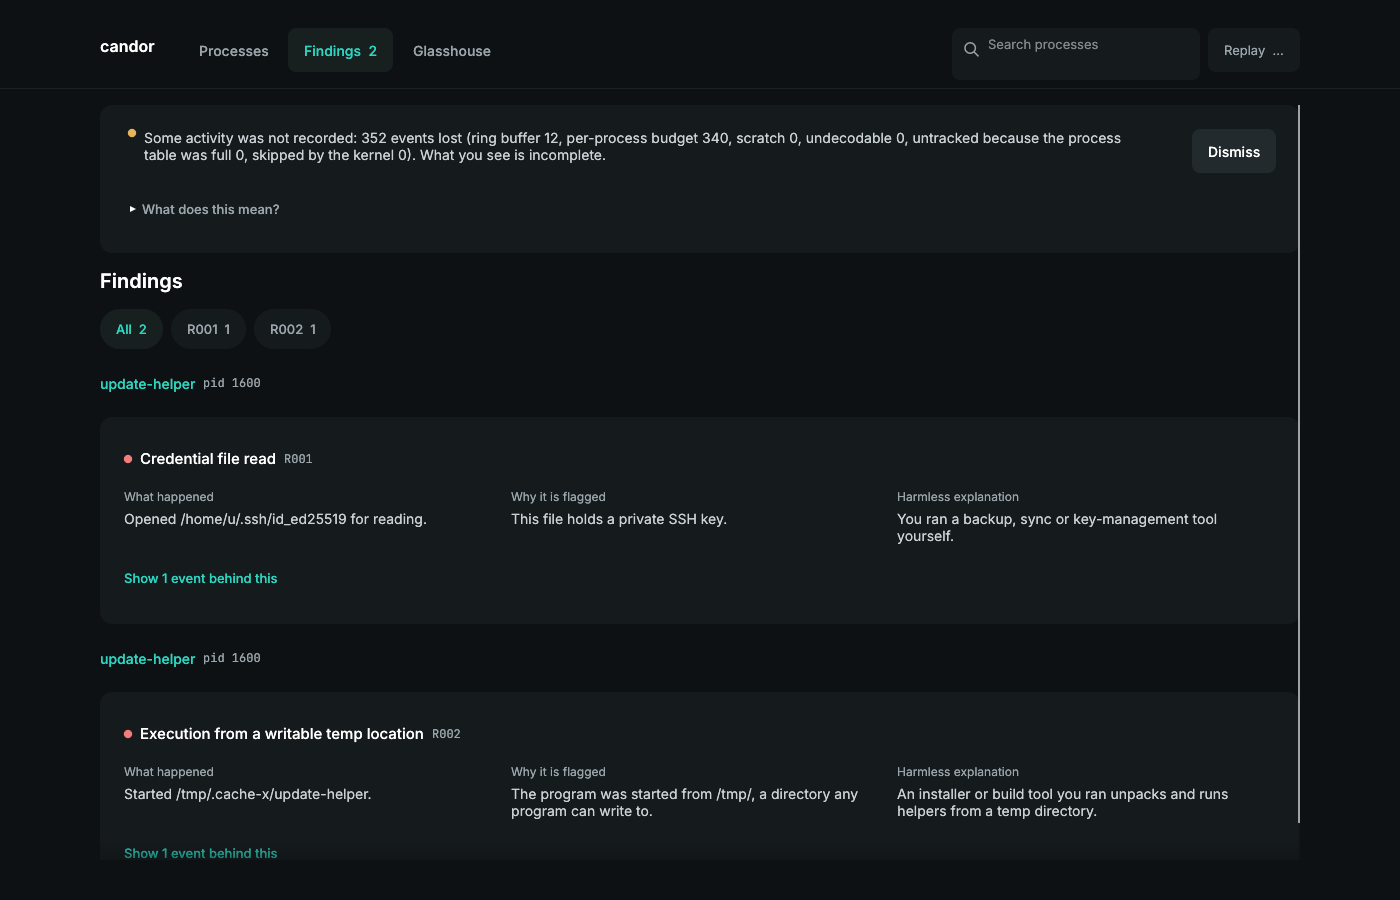 candor
Processes
Findings 2
Glasshouse
Search processes
Replay ...
Some activity was not recorded: 352 events lost (ring buffer 12, per-process budget 340, scratch 0, undecodable 0, untracked because the process
table was full 0, skipped by the kernel 0). What you see is incomplete.
Dismiss
What does this mean?
Findings
All 2
R001 1
R002 1
update-helper pid 1600
Credential file read R001
What happened
Opened /home/u/.ssh/id_ed25519 for reading.
Why it is flagged
This file holds a private SSH key.
Harmless explanation
You ran a backup, sync or key-management tool
yourself.
Show 1 event behind this
update-helper pid 1600
Execution from a writable temp location R002
What happened
Started /tmp/.cache-x/update-helper.
Why it is flagged
The program was started from /tmp/, a directory any
program can write to.
Harmless explanation
An installer or build tool you ran unpacks and runs
helpers from a temp directory.
Show 1 event behind this